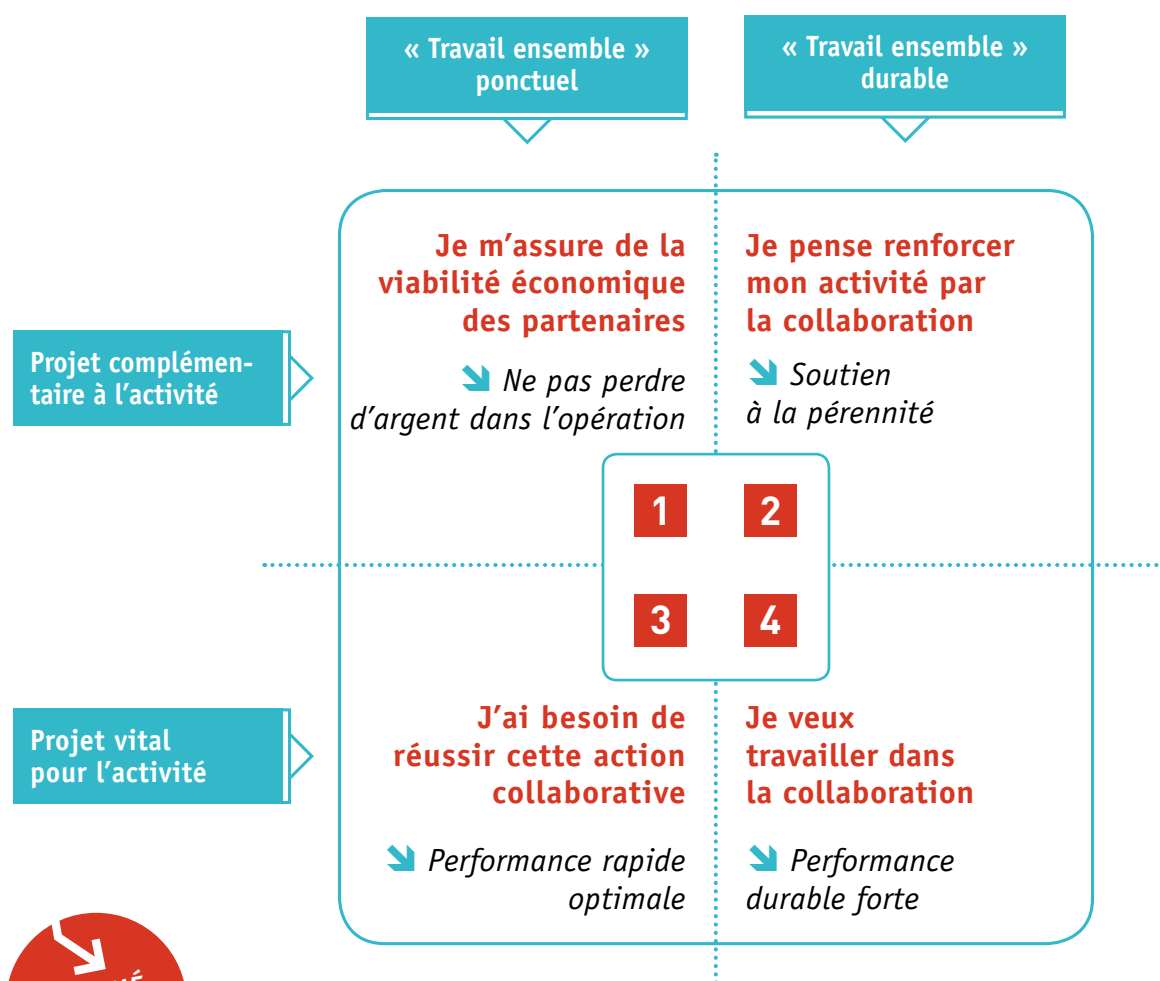 « Travail ensemble »
ponctuel
« Travail ensemble »
durable
Projet complémen-
taire à l’activité
Je m’assure de la
viabilité économique
des partenaires
Ne pas perdre
d’argent dans l’opération
Je pense renforcer
mon activité par
la collaboration
Soutien
à la pérennité
1
2
3
4
Projet vital
pour l’activité
J’ai besoin de
réussir cette action
collaborative
Performance rapide
optimale
Je veux
travailler dans
la collaboration
Performance
durable forte